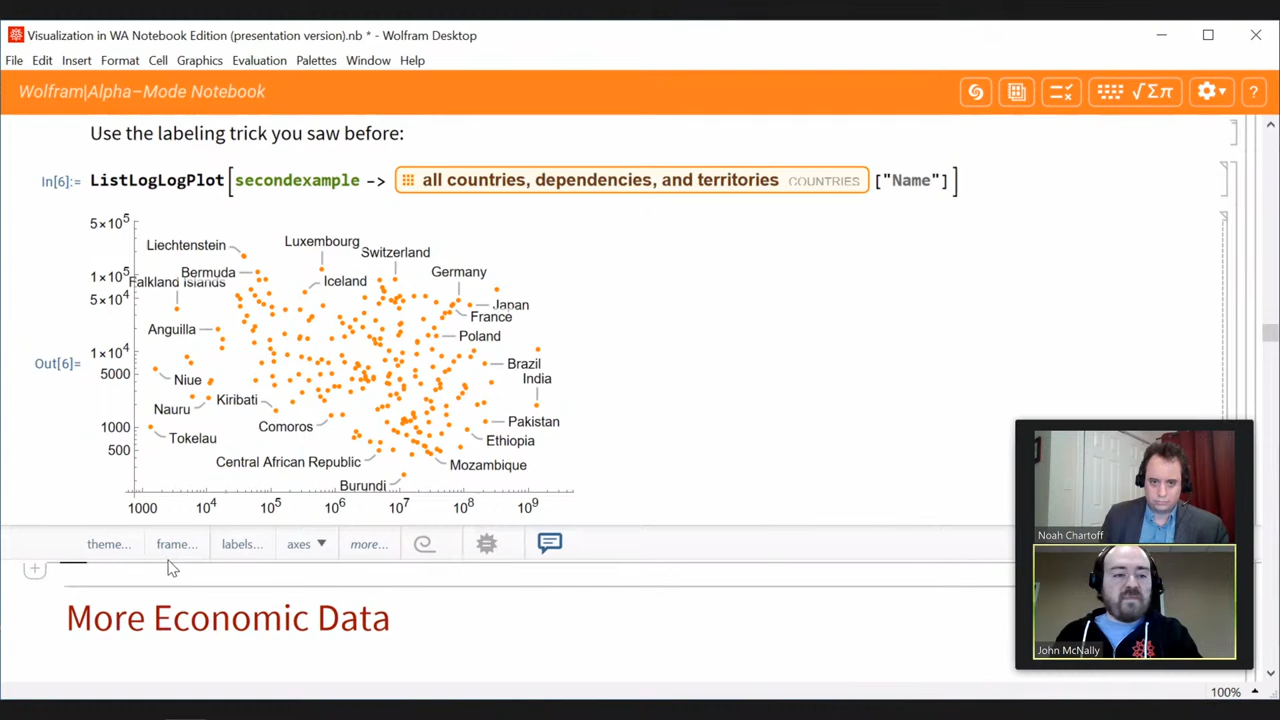 Visualization in WA Notebook Edition (presentation version).nb * - Wolfram Desktop
File Edit Insert Format Cell Graphics Evaluation Palettes Window Help
Wolfram|Alpha-Mode Notebook
√Σπ
?
Use the labeling trick you saw before:
In[6]:= ListLogLogPlot[secondexample -> all countries, dependencies, and territories COUNTRIES ["Name"]]
5×10^5
Liechtenstein
Luxembourg
Switzerland
1×10^5
Bermuda
Germany
5×10^4
Falkland Islands
Iceland
Japan
France
Anguilla
Poland
Out[6]=
1×10^4
Brazil
5000
Niue
India
Nauru
Kiribati
1000
Comoros
Pakistan
500
Tokelau
Ethiopia
Central African Republic
Mozambique
Burundi
1000 10^4 10^5 10^6 10^7 10^8 10^9
theme... frame... labels... axes more...
More Economic Data
Noah Chartoff
John McNally
100%